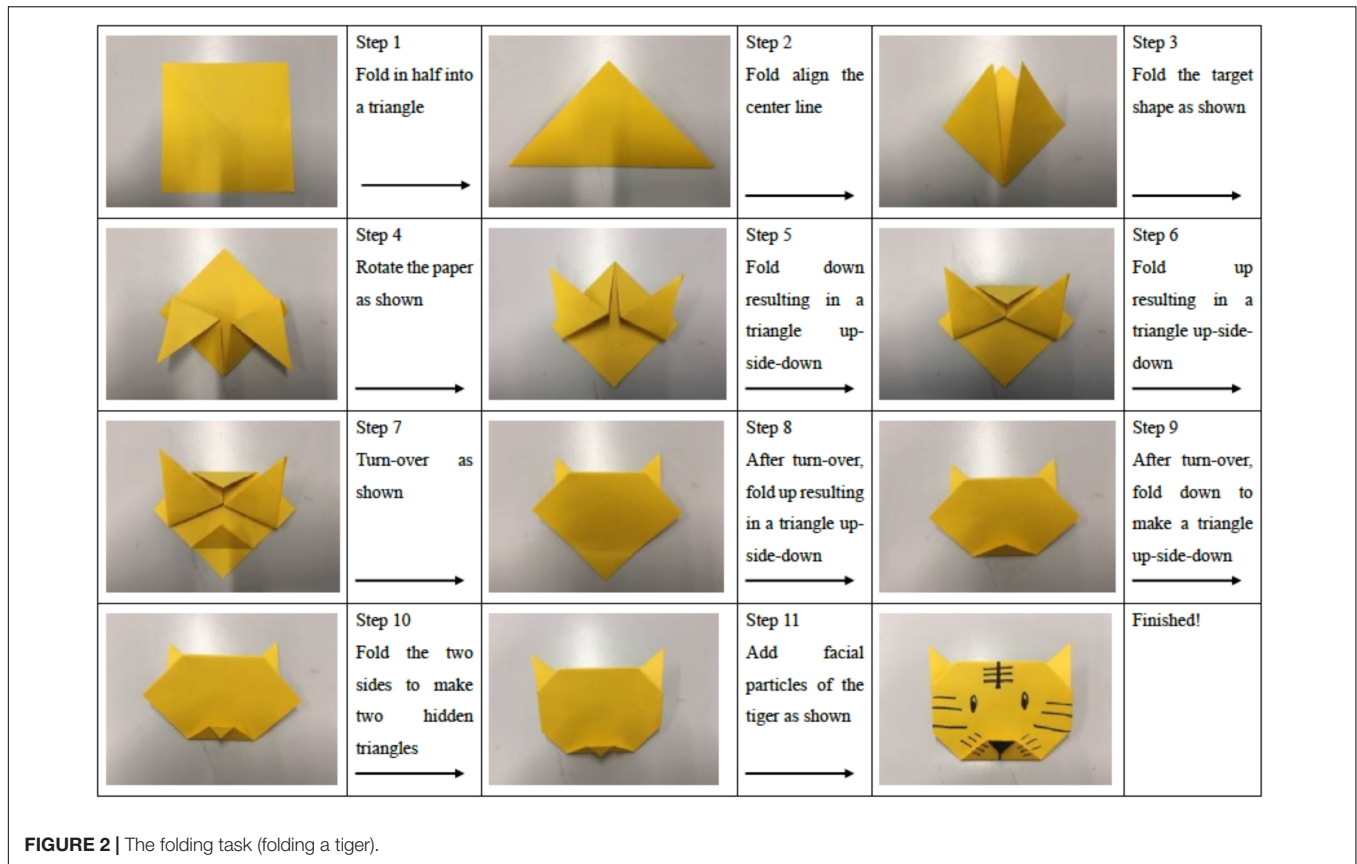 Step 1
Fold in half into
a triangle
Step 2
Fold align the
center line
Step 3
Fold the target
shape as shown
Step 4
Rotate the paper
as shown
Step 5
Fold down
resulting in a
triangle up-
side-down
Step 6
Fold up
resulting in a
triangle up-side-
down
Step 7
Turn-over as
shown
Step 8
After turn-over,
fold up resulting
in a triangle up-
side-down
Step 9
After turn-over,
fold down to
make a triangle
up-side-down
Step 10
Fold the two
sides to make
two hidden
triangles
Step 11
Add facial
particles of the
tiger as shown
Finished!
FIGURE 2 | The folding task (folding a tiger).